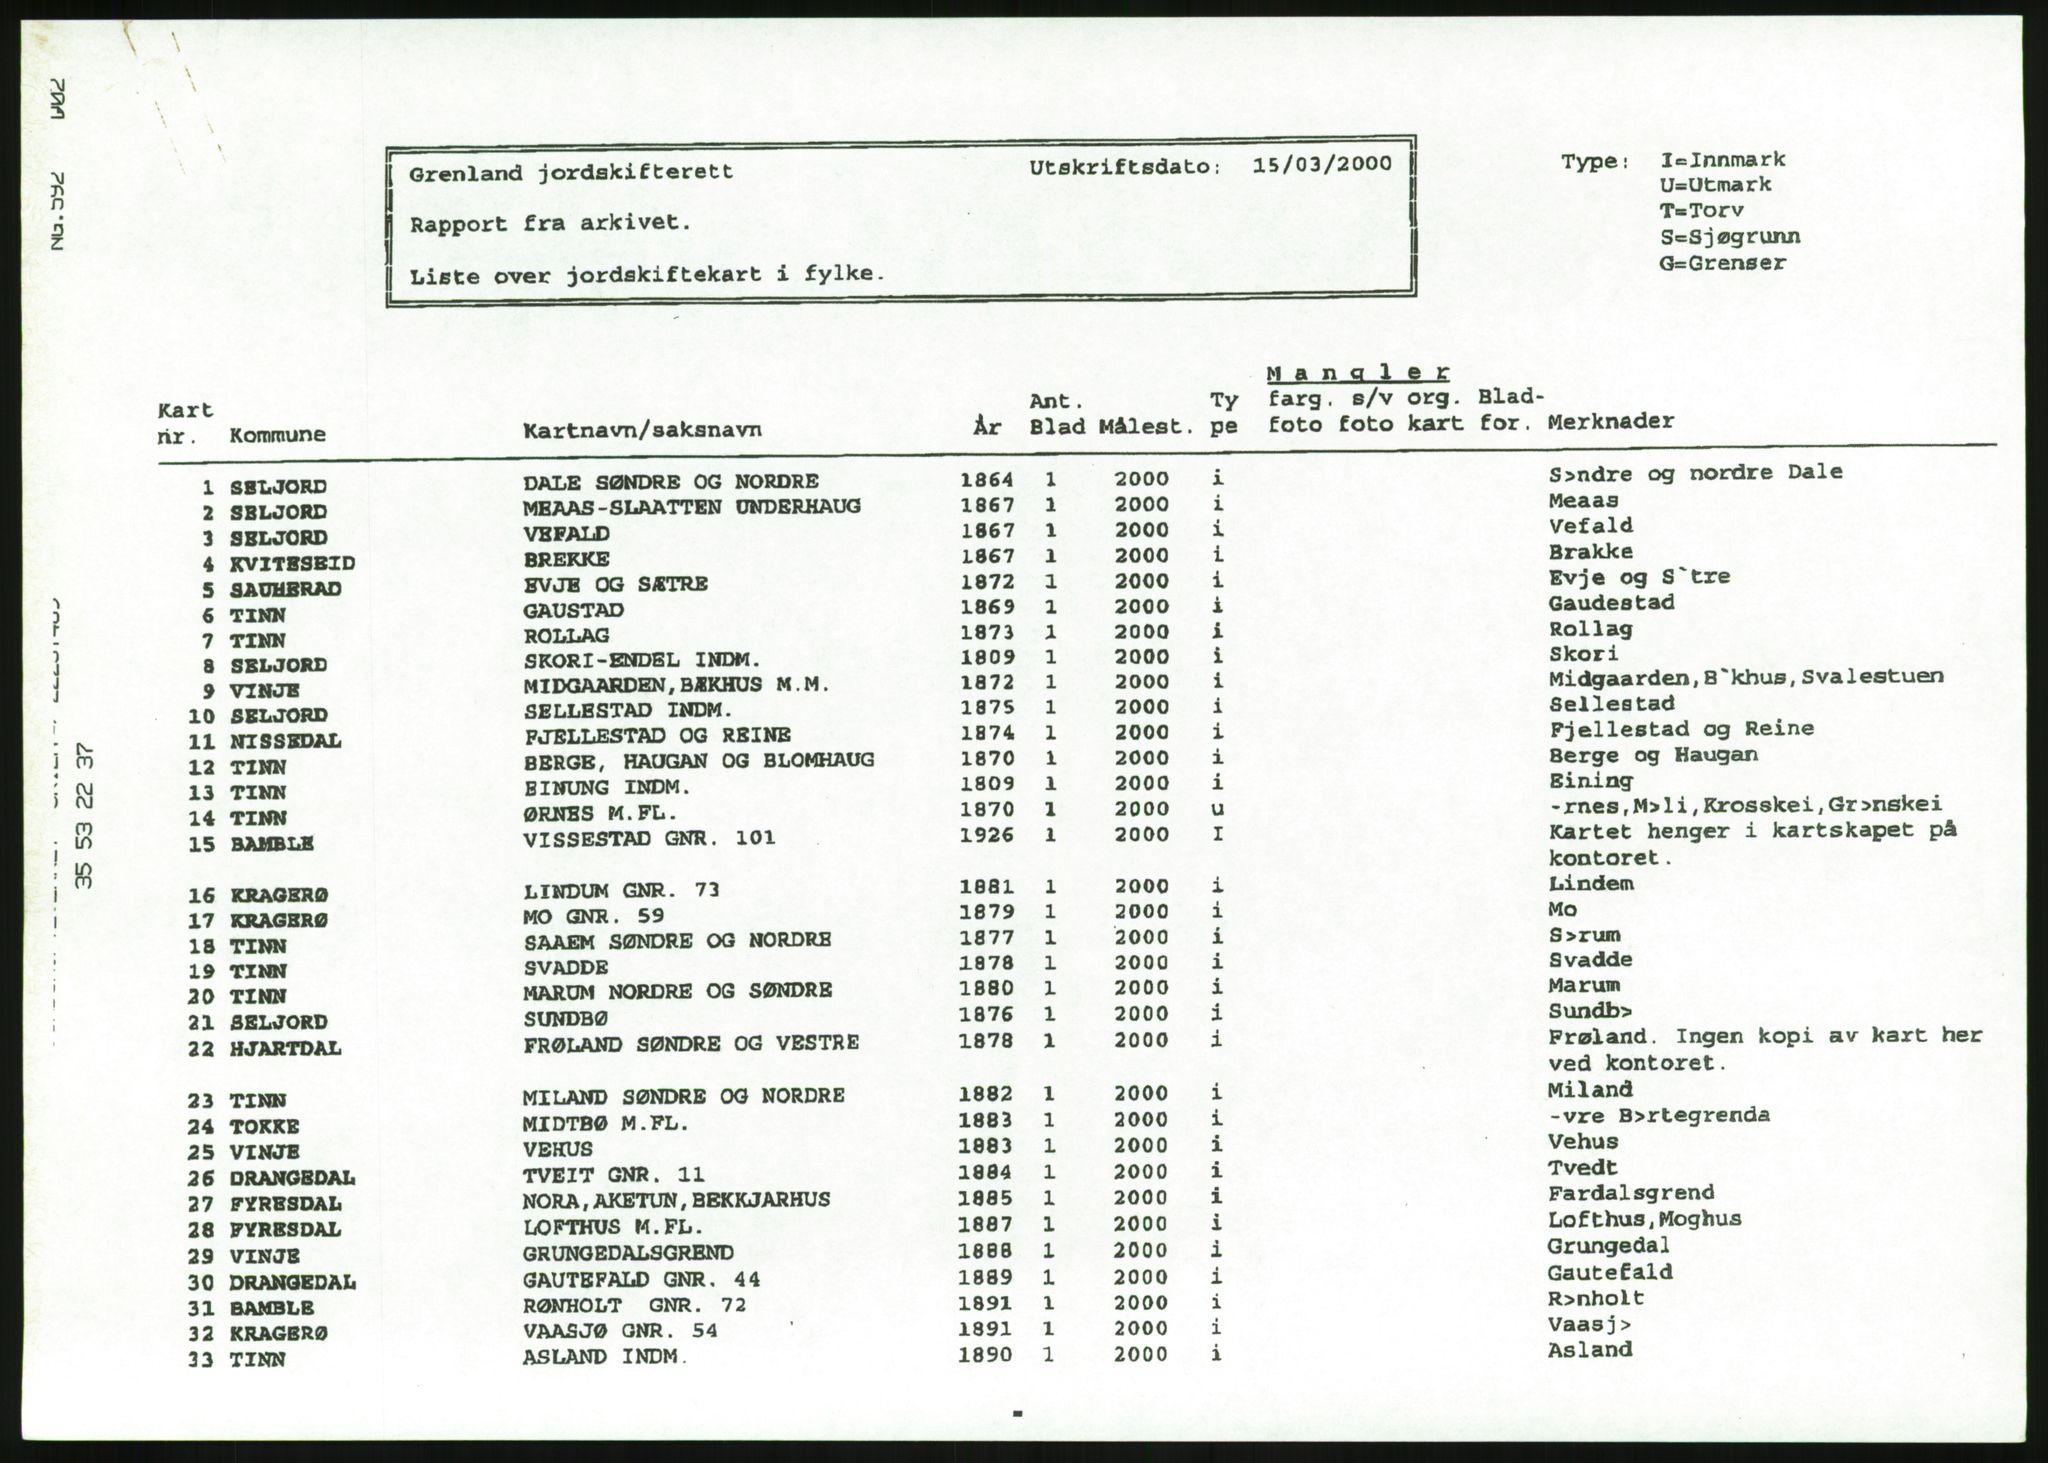 NO.592 D02
35 53 22 37
Grenland jordskifterett Utskriftsdato: 15/03/2000
Rapport fra arkivet.
Liste over jordskiftekart i fylke.
Type: I=Innmark
U=Utmark
T=Torv
S=Sjøgrunn
G=Grenser
M a n g l e r
Kart Ant. Ty farg. s/v org. Blad-
nr. Kommune Kartnavn/saksnavn År Blad Målest. pe foto foto kart for. Merknader
1 SELJORD DALE SØNDRE OG NORDRE 1864 1 2000 i S>ndre og nordre Dale
2 SELJORD MEAAS-SLAATTEN UNDERHAUG 1867 1 2000 i Meaas
3 SELJORD VEFALD 1867 1 2000 i Vefald
4 KVITESEID BREKKE 1867 1 2000 i Brakke
5 SAUHERAD EVJE OG SÆTRE 1872 1 2000 i Evje og S`tre
6 TINN GAUSTAD 1869 1 2000 i Gaudestad
7 TINN ROLLAG 1873 1 2000 i Rollag
8 SELJORD SKORI-ENDEL INDM. 1809 1 2000 i Skori
9 VINJE MIDGAARDEN,BÆKHUS M.M. 1872 1 2000 i Midgaarden,B`khus,Svalestuen
10 SELJORD SELLESTAD INDM. 1875 1 2000 i Sellestad
11 NISSEDAL FJELLESTAD OG REINE 1874 1 2000 i Fjellestad og Reine
12 TINN BERGE, HAUGAN OG BLOMHAUG 1870 1 2000 i Berge og Haugan
13 TINN EINUNG INDM. 1809 1 2000 i Eining
14 TINN ØRNES M.FL. 1870 1 2000 u -rnes,M>li,Krosskei,Gr>nskei
15 BAMBLE VISSESTAD GNR. 101 1926 1 2000 I Kartet henger i kartskapet på
kontoret.
16 KRAGERØ LINDUM GNR. 73 1881 1 2000 i Lindem
17 KRAGERØ MO GNR. 59 1879 1 2000 i Mo
18 TINN SAAEM SØNDRE OG NORDRE 1877 1 2000 i S>rum
19 TINN SVADDE 1878 1 2000 i Svadde
20 TINN MARUM NORDRE OG SØNDRE 1880 1 2000 i Marum
21 SELJORD SUNDBØ 1876 1 2000 i Sundb>
22 HJARTDAL FRØLAND SØNDRE OG VESTRE 1878 1 2000 i Frøland. Ingen kopi av kart her
ved kontoret.
23 TINN MILAND SØNDRE OG NORDRE 1882 1 2000 i Miland
24 TOKKE MIDTBØ M.FL. 1883 1 2000 i -vre B>rtegrenda
25 VINJE VEHUS 1883 1 2000 i Vehus
26 DRANGEDAL TVEIT GNR. 11 1884 1 2000 i Tvedt
27 FYRESDAL NORA,AKETUN,BEKKJARHUS 1885 1 2000 i Fardalsgrend
28 FYRESDAL LOFTHUS M.FL. 1887 1 2000 i Lofthus,Moghus
29 VINJE GRUNGEDALSGREND 1888 1 2000 i Grungedal
30 DRANGEDAL GAUTEFALD GNR. 44 1889 1 2000 i Gautefald
31 BAMBLE RØNHOLT GNR. 72 1891 1 2000 i R>nholt
32 KRAGERØ VAASJØ GNR. 54 1891 1 2000 i Vaasj>
33 TINN ASLAND INDM. 1890 1 2000 i Asland